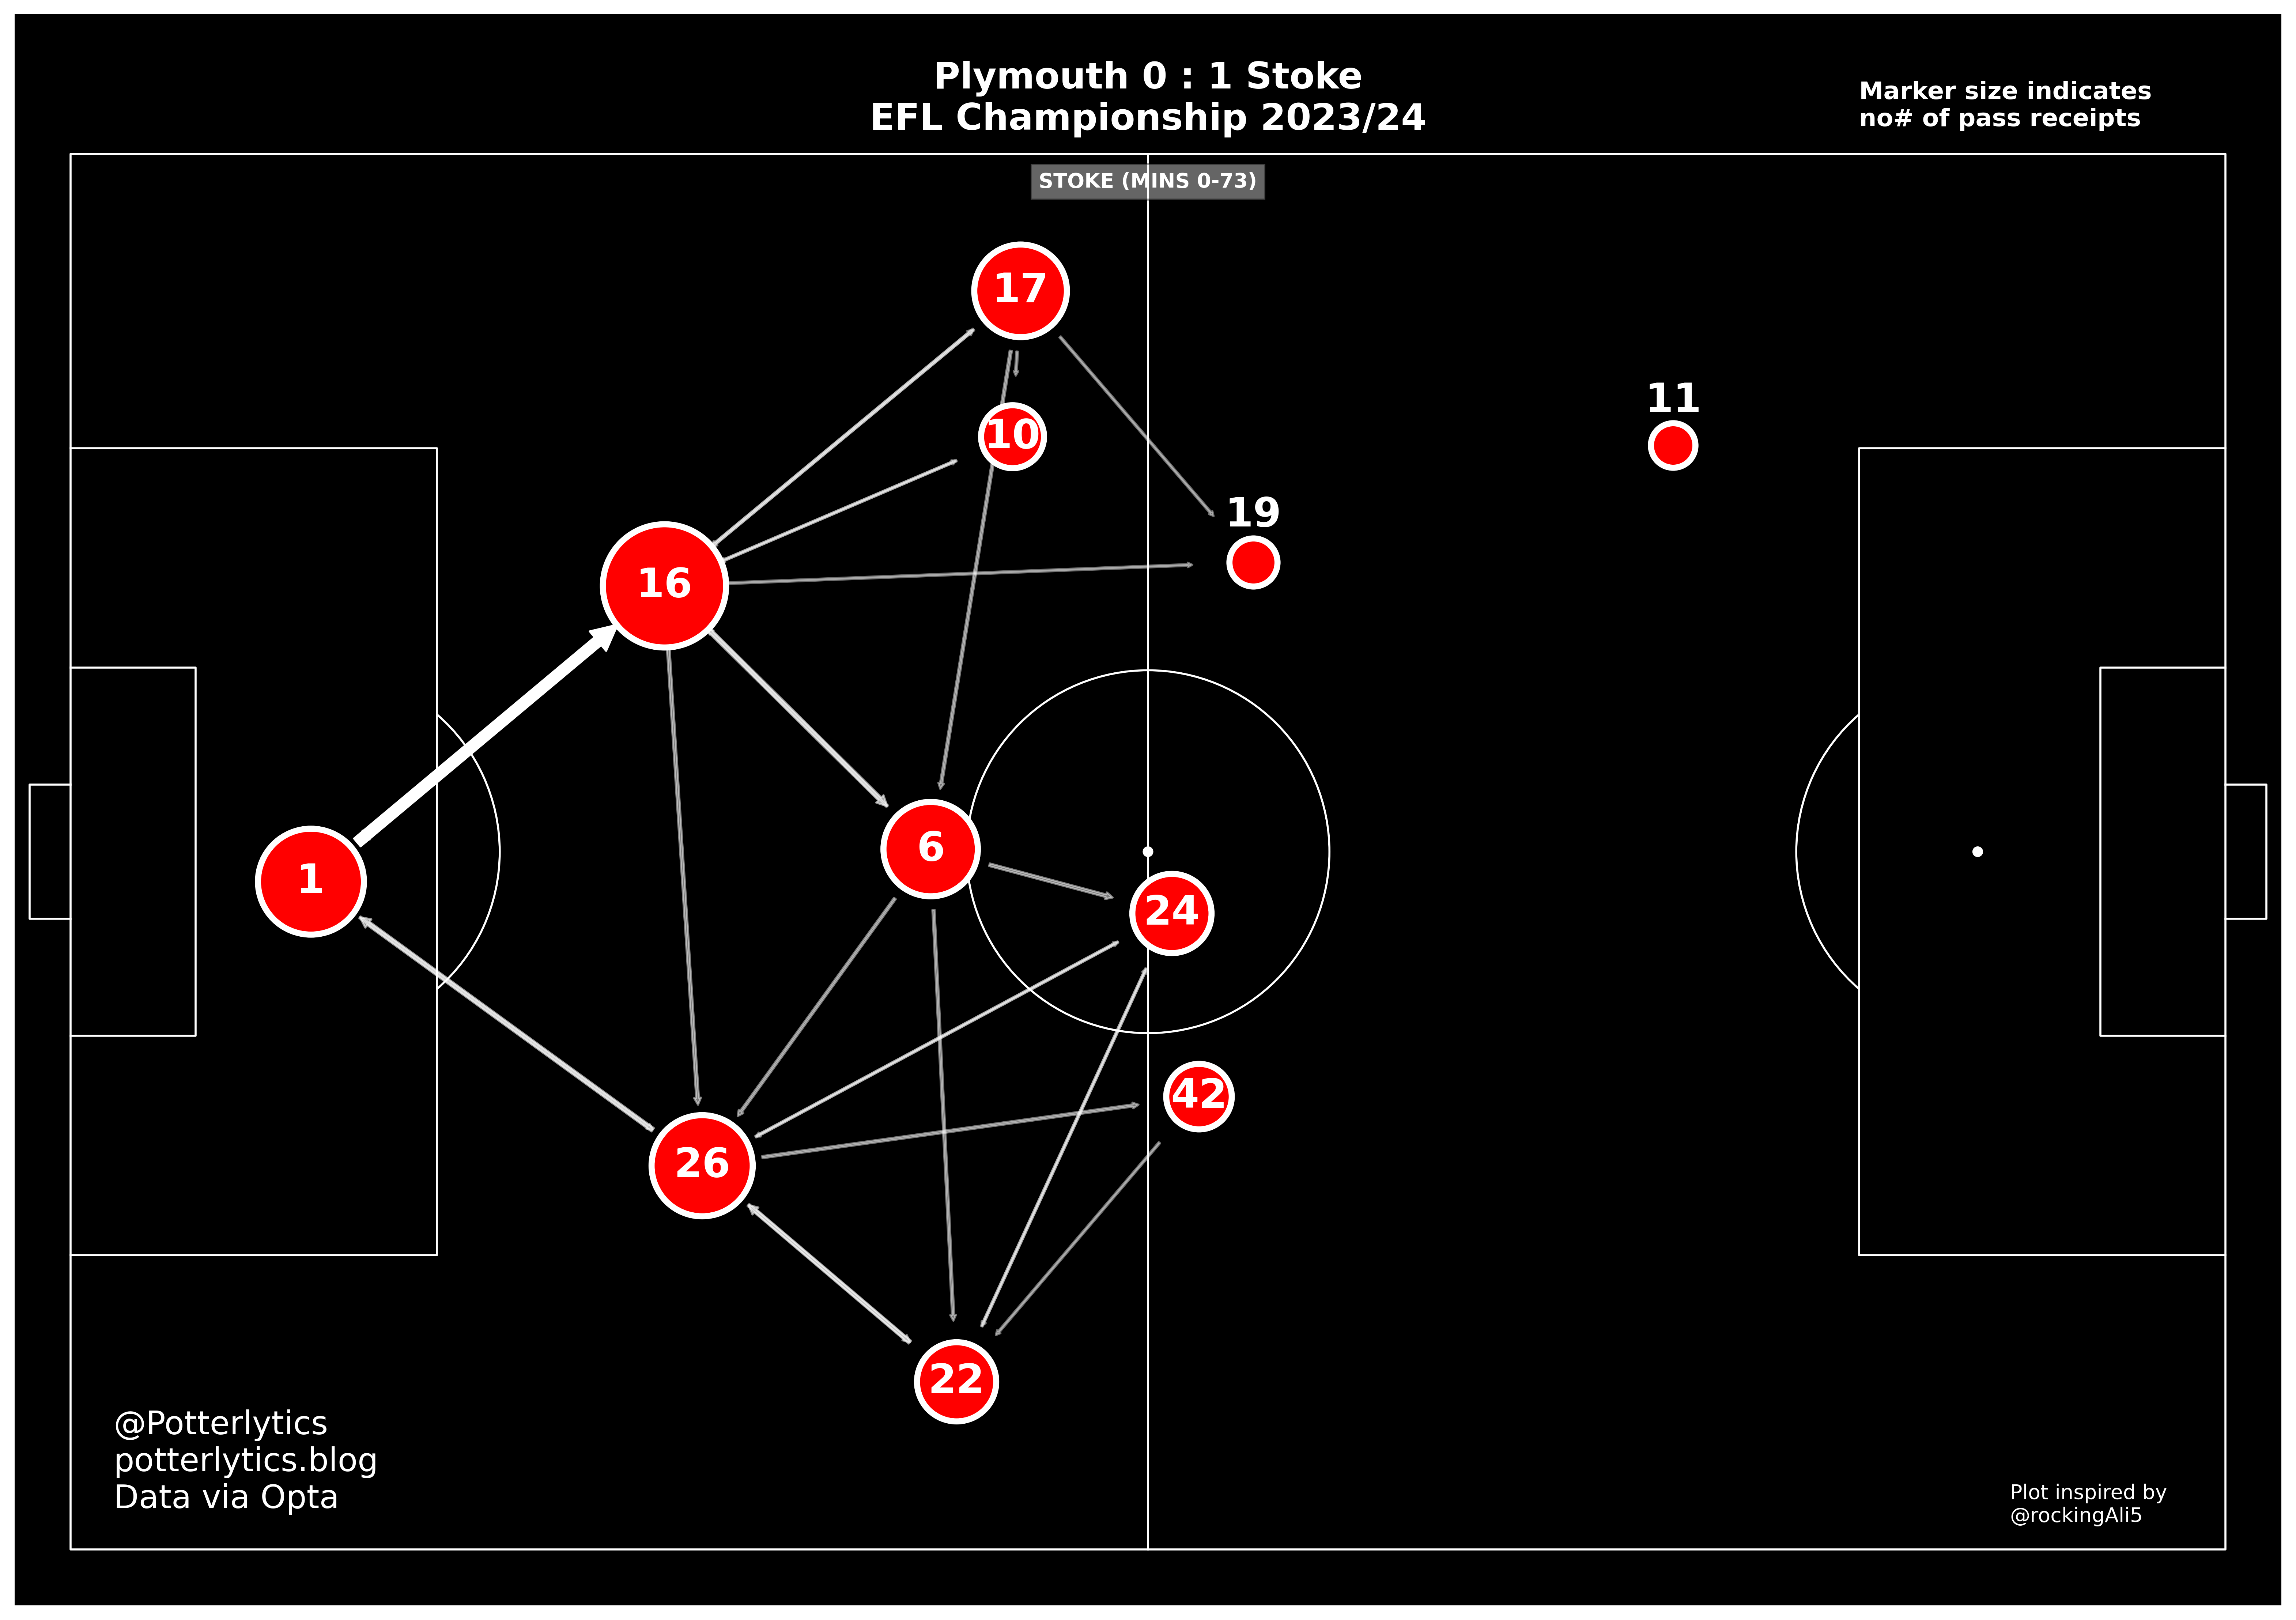 Plymouth 0 : 1 Stoke
EFL Championship 2023/24
Marker size indicates
no# of pass receipts
STOKE (MINS 0-73)
17
11
10
19
16
6
1
24
42
26
22
@Potterlytics
potterlytics.blog
Data via Opta
Plot inspired by
@rockingAli5